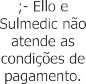 ;- Ello e
Sulmedic não
atende as
condições de
pagamento.